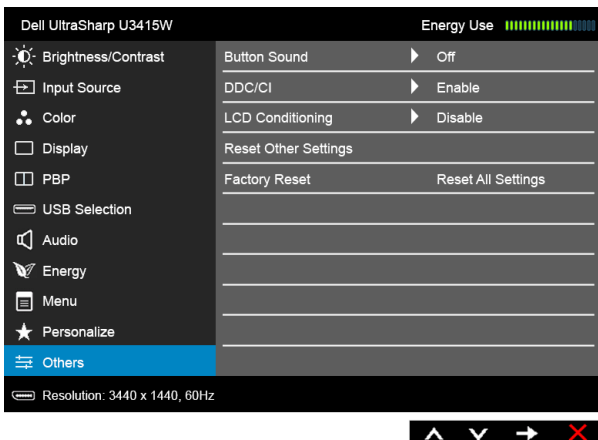 Dell UltraSharp U3415W Energy Use
Brightness/Contrast Button Sound Off
Input Source DDC/CI Enable
Color LCD Conditioning Disable
Display Reset Other Settings
PBP Factory Reset Reset All Settings
USB Selection
Audio
Energy
Menu
Personalize
Others
Resolution: 3440 x 1440, 60Hz